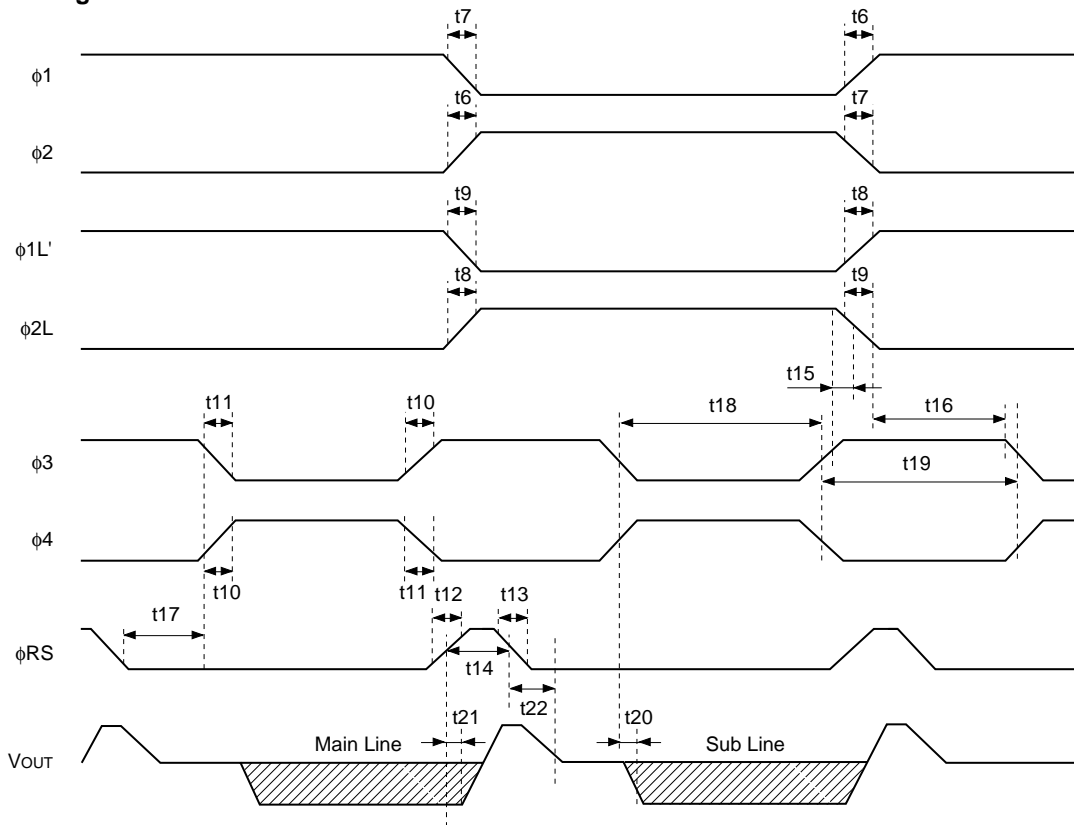 t7
t6
ϕ1
t6
t7
ϕ2
t9
t8
ϕ1L'
t8
t9
ϕ2L
t15
t11
t10
t18
t16
ϕ3
t19
ϕ4
t10
t11
t17
t12
t13
ϕRS
t14
t22
t21
t20
Main Line
Sub Line
VOUT